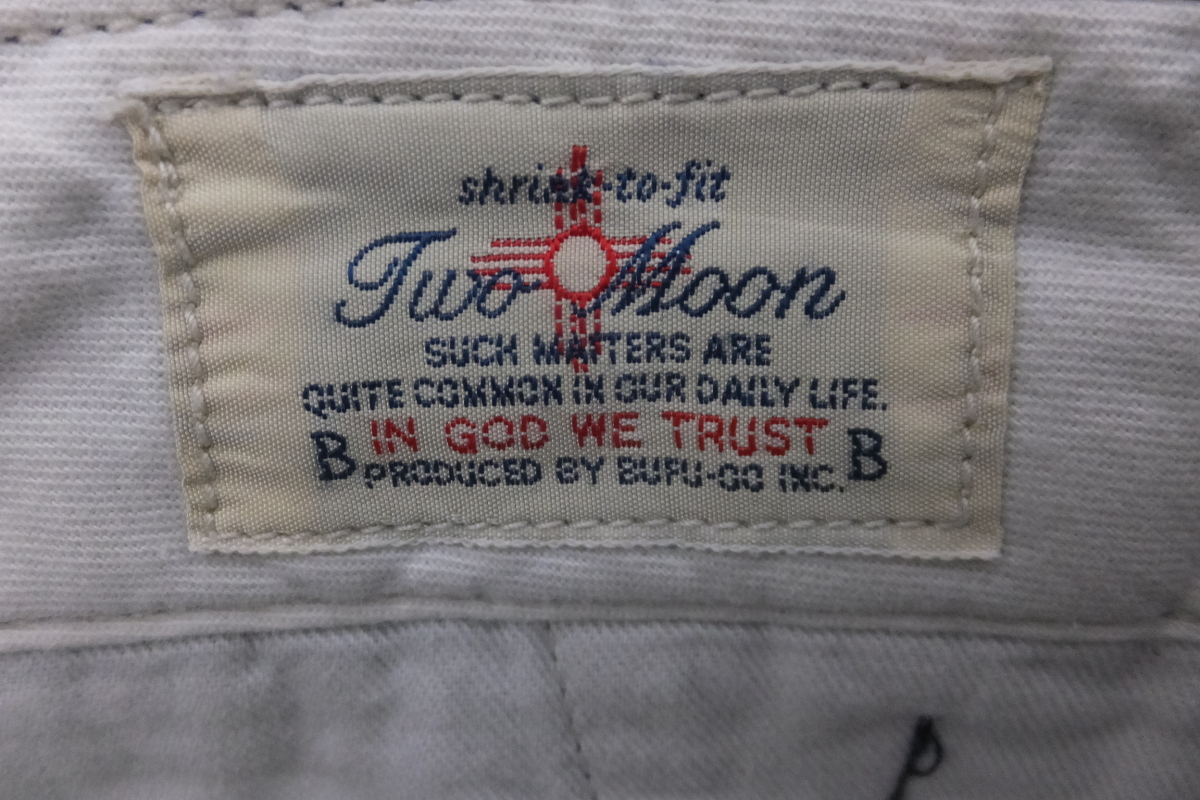 shrink-to-fit
Two Moon
SUCH MATTERS ARE
QUITE COMMON IN OUR DAILY LIFE.
B IN GOD WE TRUST B
PRODUCED BY BUFU-GO INC.